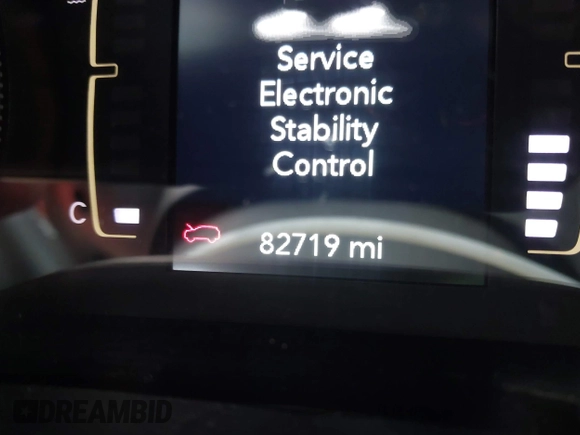 Service
Electronic
Stability
Control
C
82719 mi
DREAMBID